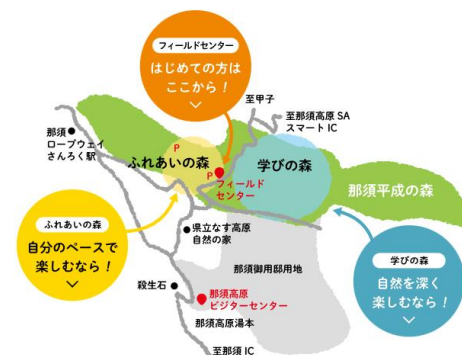 フィールドセンター
はじめての方は
ここから！
至甲子
至那須高原 SA
スマート IC
那須
ロープウェイ
さんろく駅
P
ふれあいの森
学びの森
P
フィールド
センター
那須平成の森
ふれあいの森
自分のペースで
楽しむなら！
県立なす高原
自然の家
学びの森
自然を深く
楽しむなら！
那須御用邸用地
殺生石
那須高原
ビジターセンター
那須高原湯本
至那須 IC